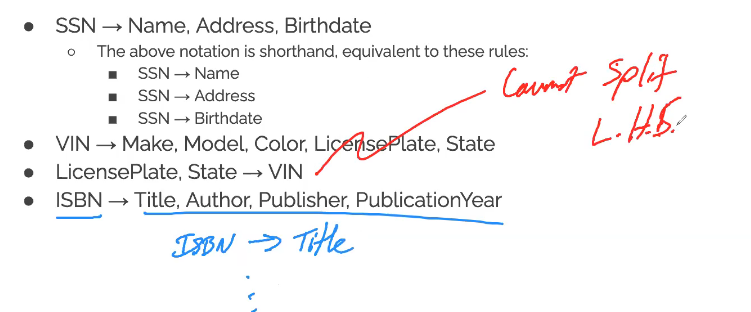 ● SSN → Name, Address, Birthdate
○ The above notation is shorthand, equivalent to these rules:
■ SSN → Name
■ SSN → Address
■ SSN → Birthdate
● VIN → Make, Model, Color, LicensePlate, State
● LicensePlate, State → VIN
● ISBN → Title, Author, Publisher, PublicationYear
Cannot Split
L.H.S.
ISBN → Title
⋮